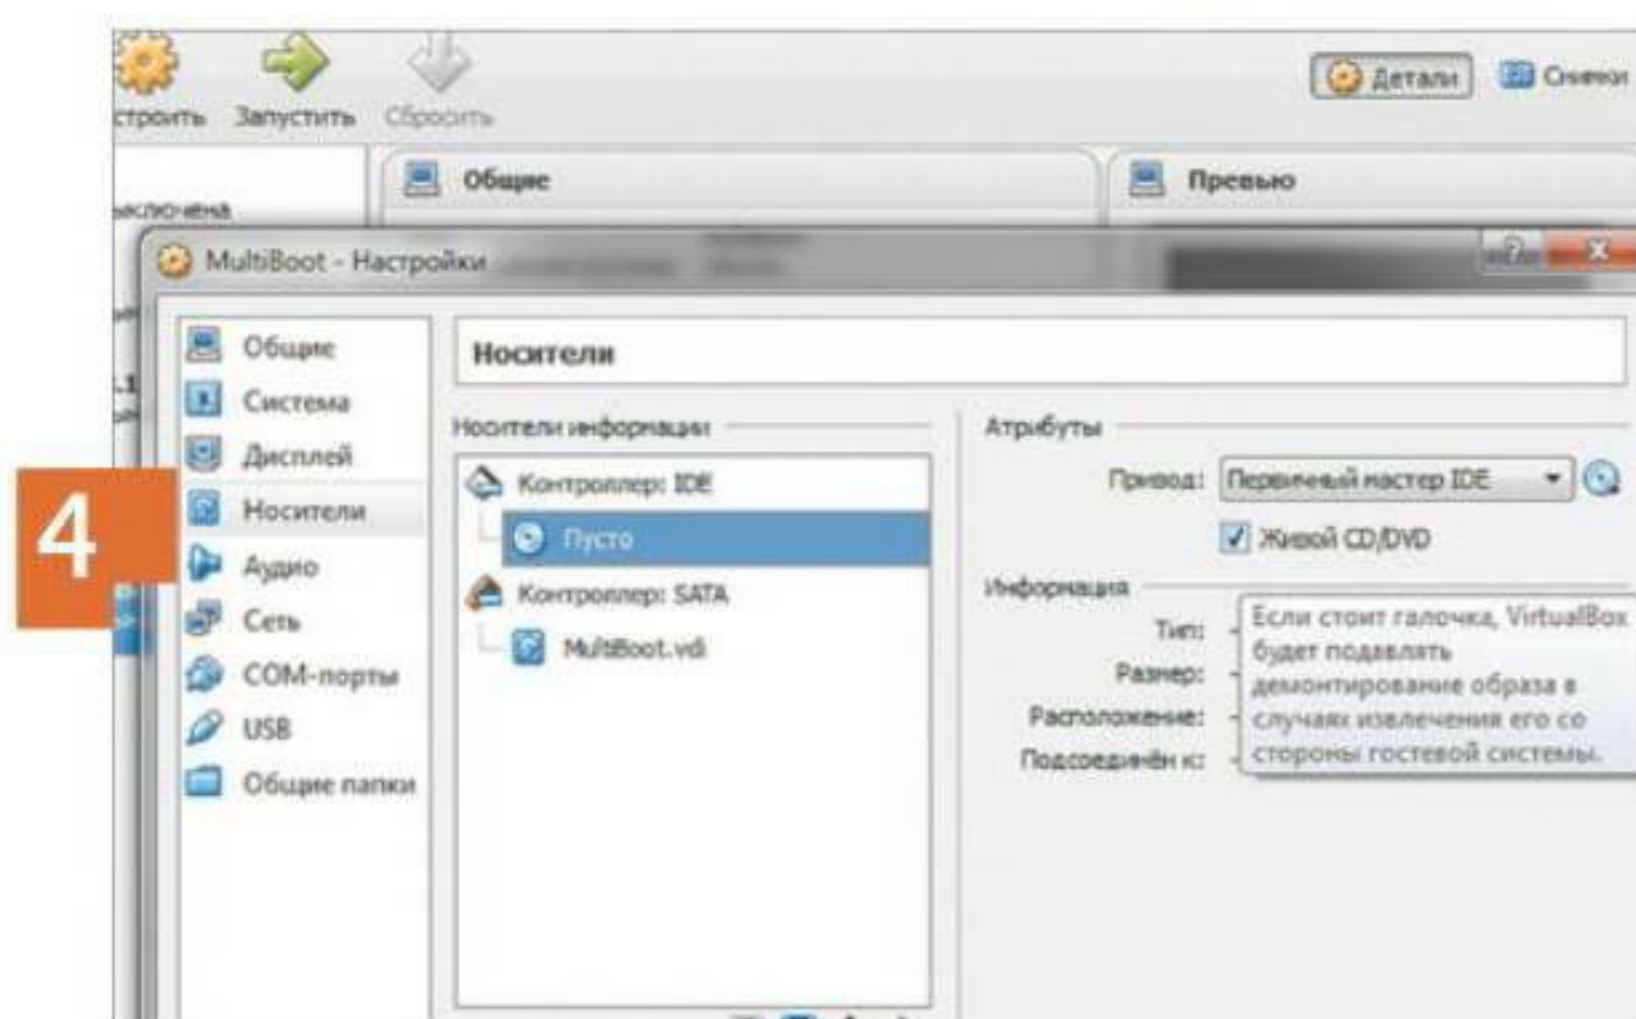 строить Запустить Сбросить
Детали Снимки
Общие
Превью
выключена
MultiBoot - Настройки
Общие
Система
Дисплей
Носители
Аудио
Сеть
COM-порты
USB
Общие папки
4
Носители
Носители информации
Контроллер: IDE
Пусто
Контроллер: SATA
MultiBoot.vdi
Атрибуты
Привод: Первичный мастер IDE
Живой CD/DVD
Информация
Тип:
Размер:
Расположение:
Подсоединён к:
Если стоит галочка, VirtualBox
будет подавлять
демонтирование образа в
случаях извлечения его со
стороны гостевой системы.